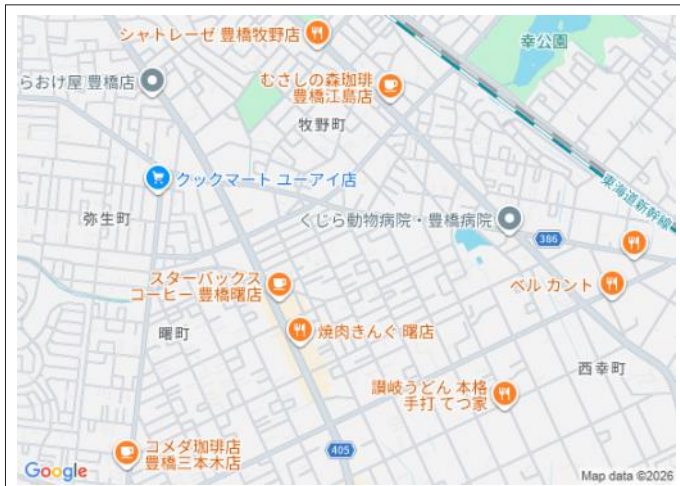 シャトレーゼ 豊橋牧野店
幸公園
らおけ屋 豊橋店
むさしの森珈琲
豊橋江島店
牧野町
クックマート ユーアイ店
東海道新幹線
弥生町
くじら動物病院・豊橋病院
386
スターバックス
コーヒー 豊橋曙店
ベル カント
曙町
焼肉きんぐ 曙店
西幸町
讃岐うどん 本格
手打 てつ家
コメダ珈琲店
豊橋三本木店
405
Google
Map data ©2026